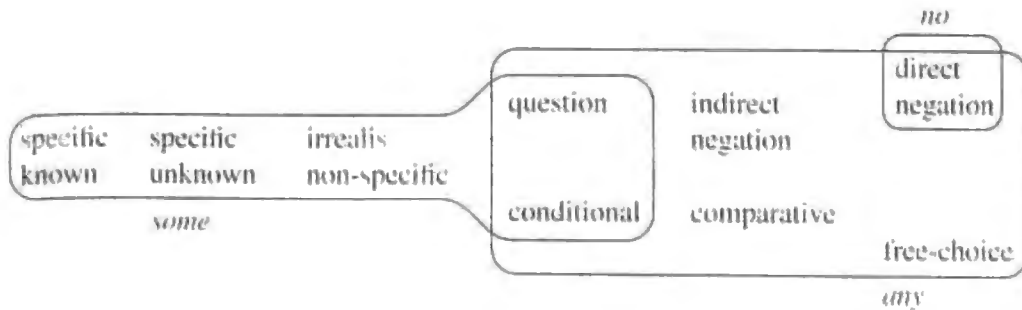 no
direct
negation
question
indirect
negation
specific
known
specific
unknown
irrealis
non-specific
some
conditional
comparative
free-choice
any